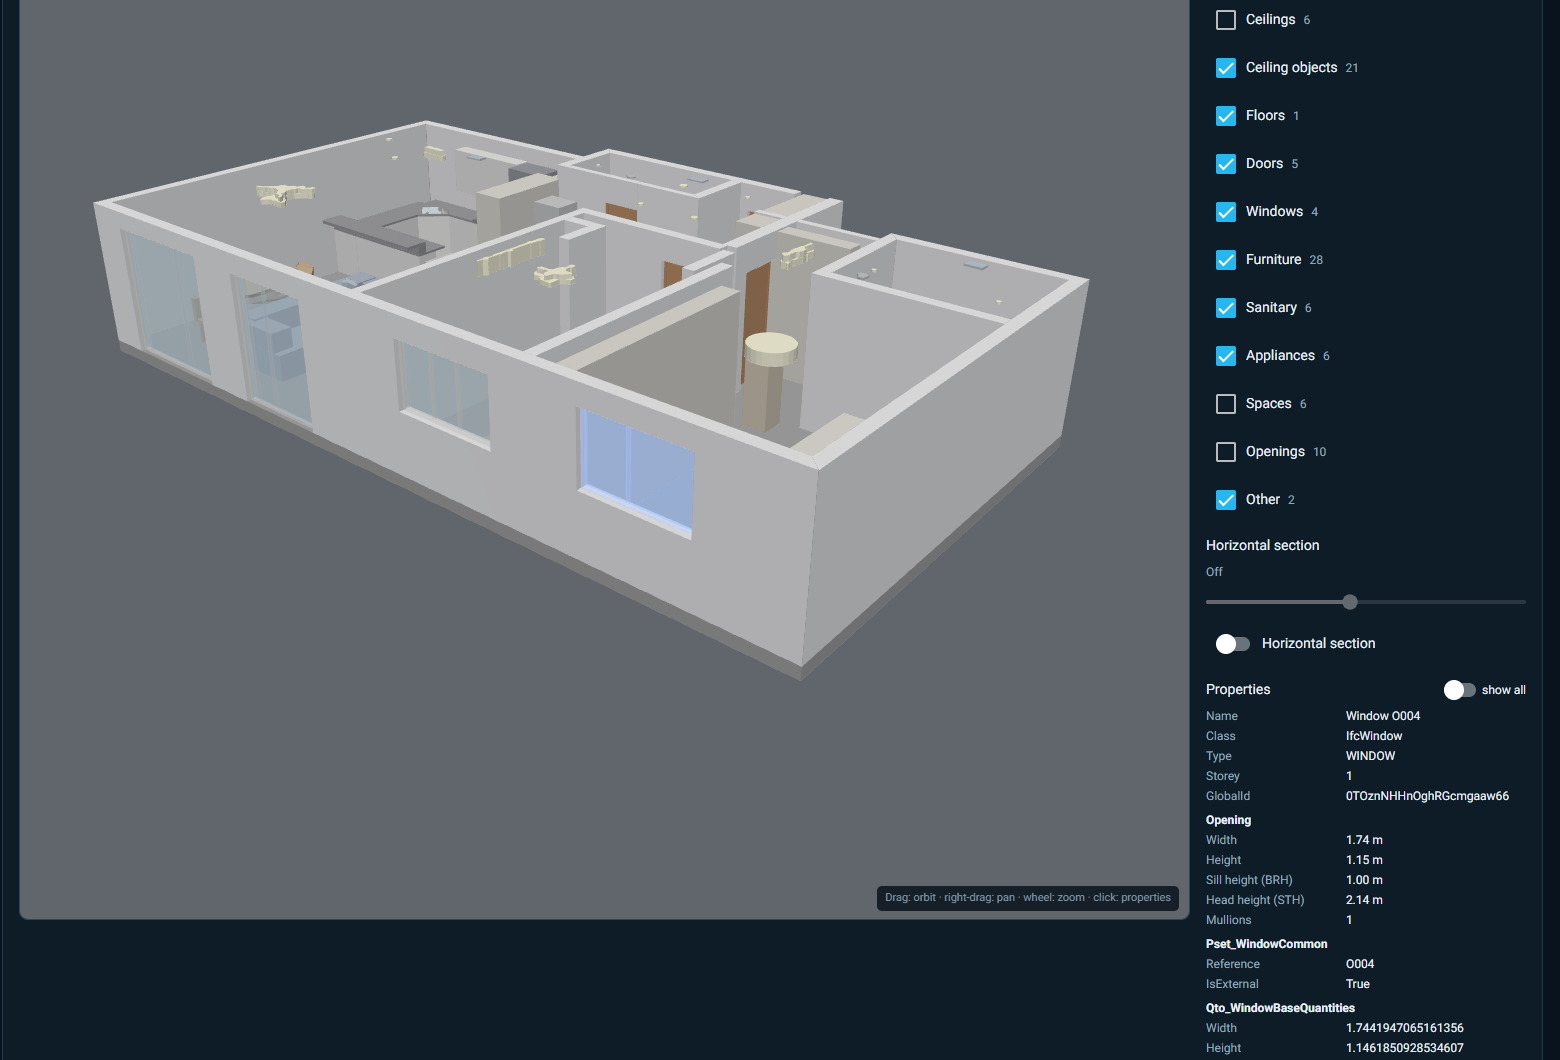 Ceilings 6
Ceiling objects 21
Floors 1
Doors 5
Windows 4
Furniture 28
Sanitary 6
Appliances 6
Spaces 6
Openings 10
Other 2
Horizontal section
Off
Horizontal section
Properties show all
Name Window O004
Class IfcWindow
Type WINDOW
Storey 1
GlobalId 0TOznNHHnOghRGcmgaaw66
Opening
Width 1.74 m
Height 1.15 m
Sill height (BRH) 1.00 m
Head height (STH) 2.14 m
Mullions 1
Pset_WindowCommon
Reference O004
IsExternal True
Qto_WindowBaseQuantities
Width 1.7441947065161356
Height 1.1461850928534607
Drag: orbit · right-drag: pan · wheel: zoom · click: properties